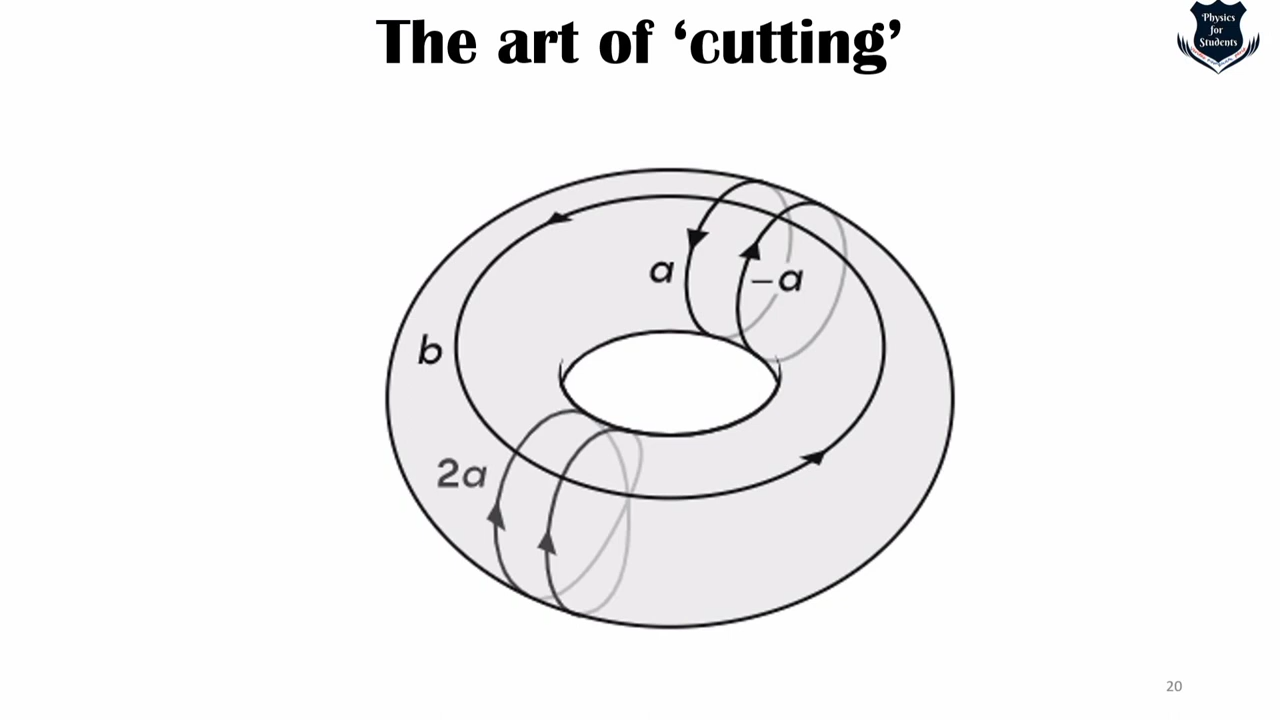 The art of ‘cutting’
Physics
for
Students
a
–a
b
2a
20